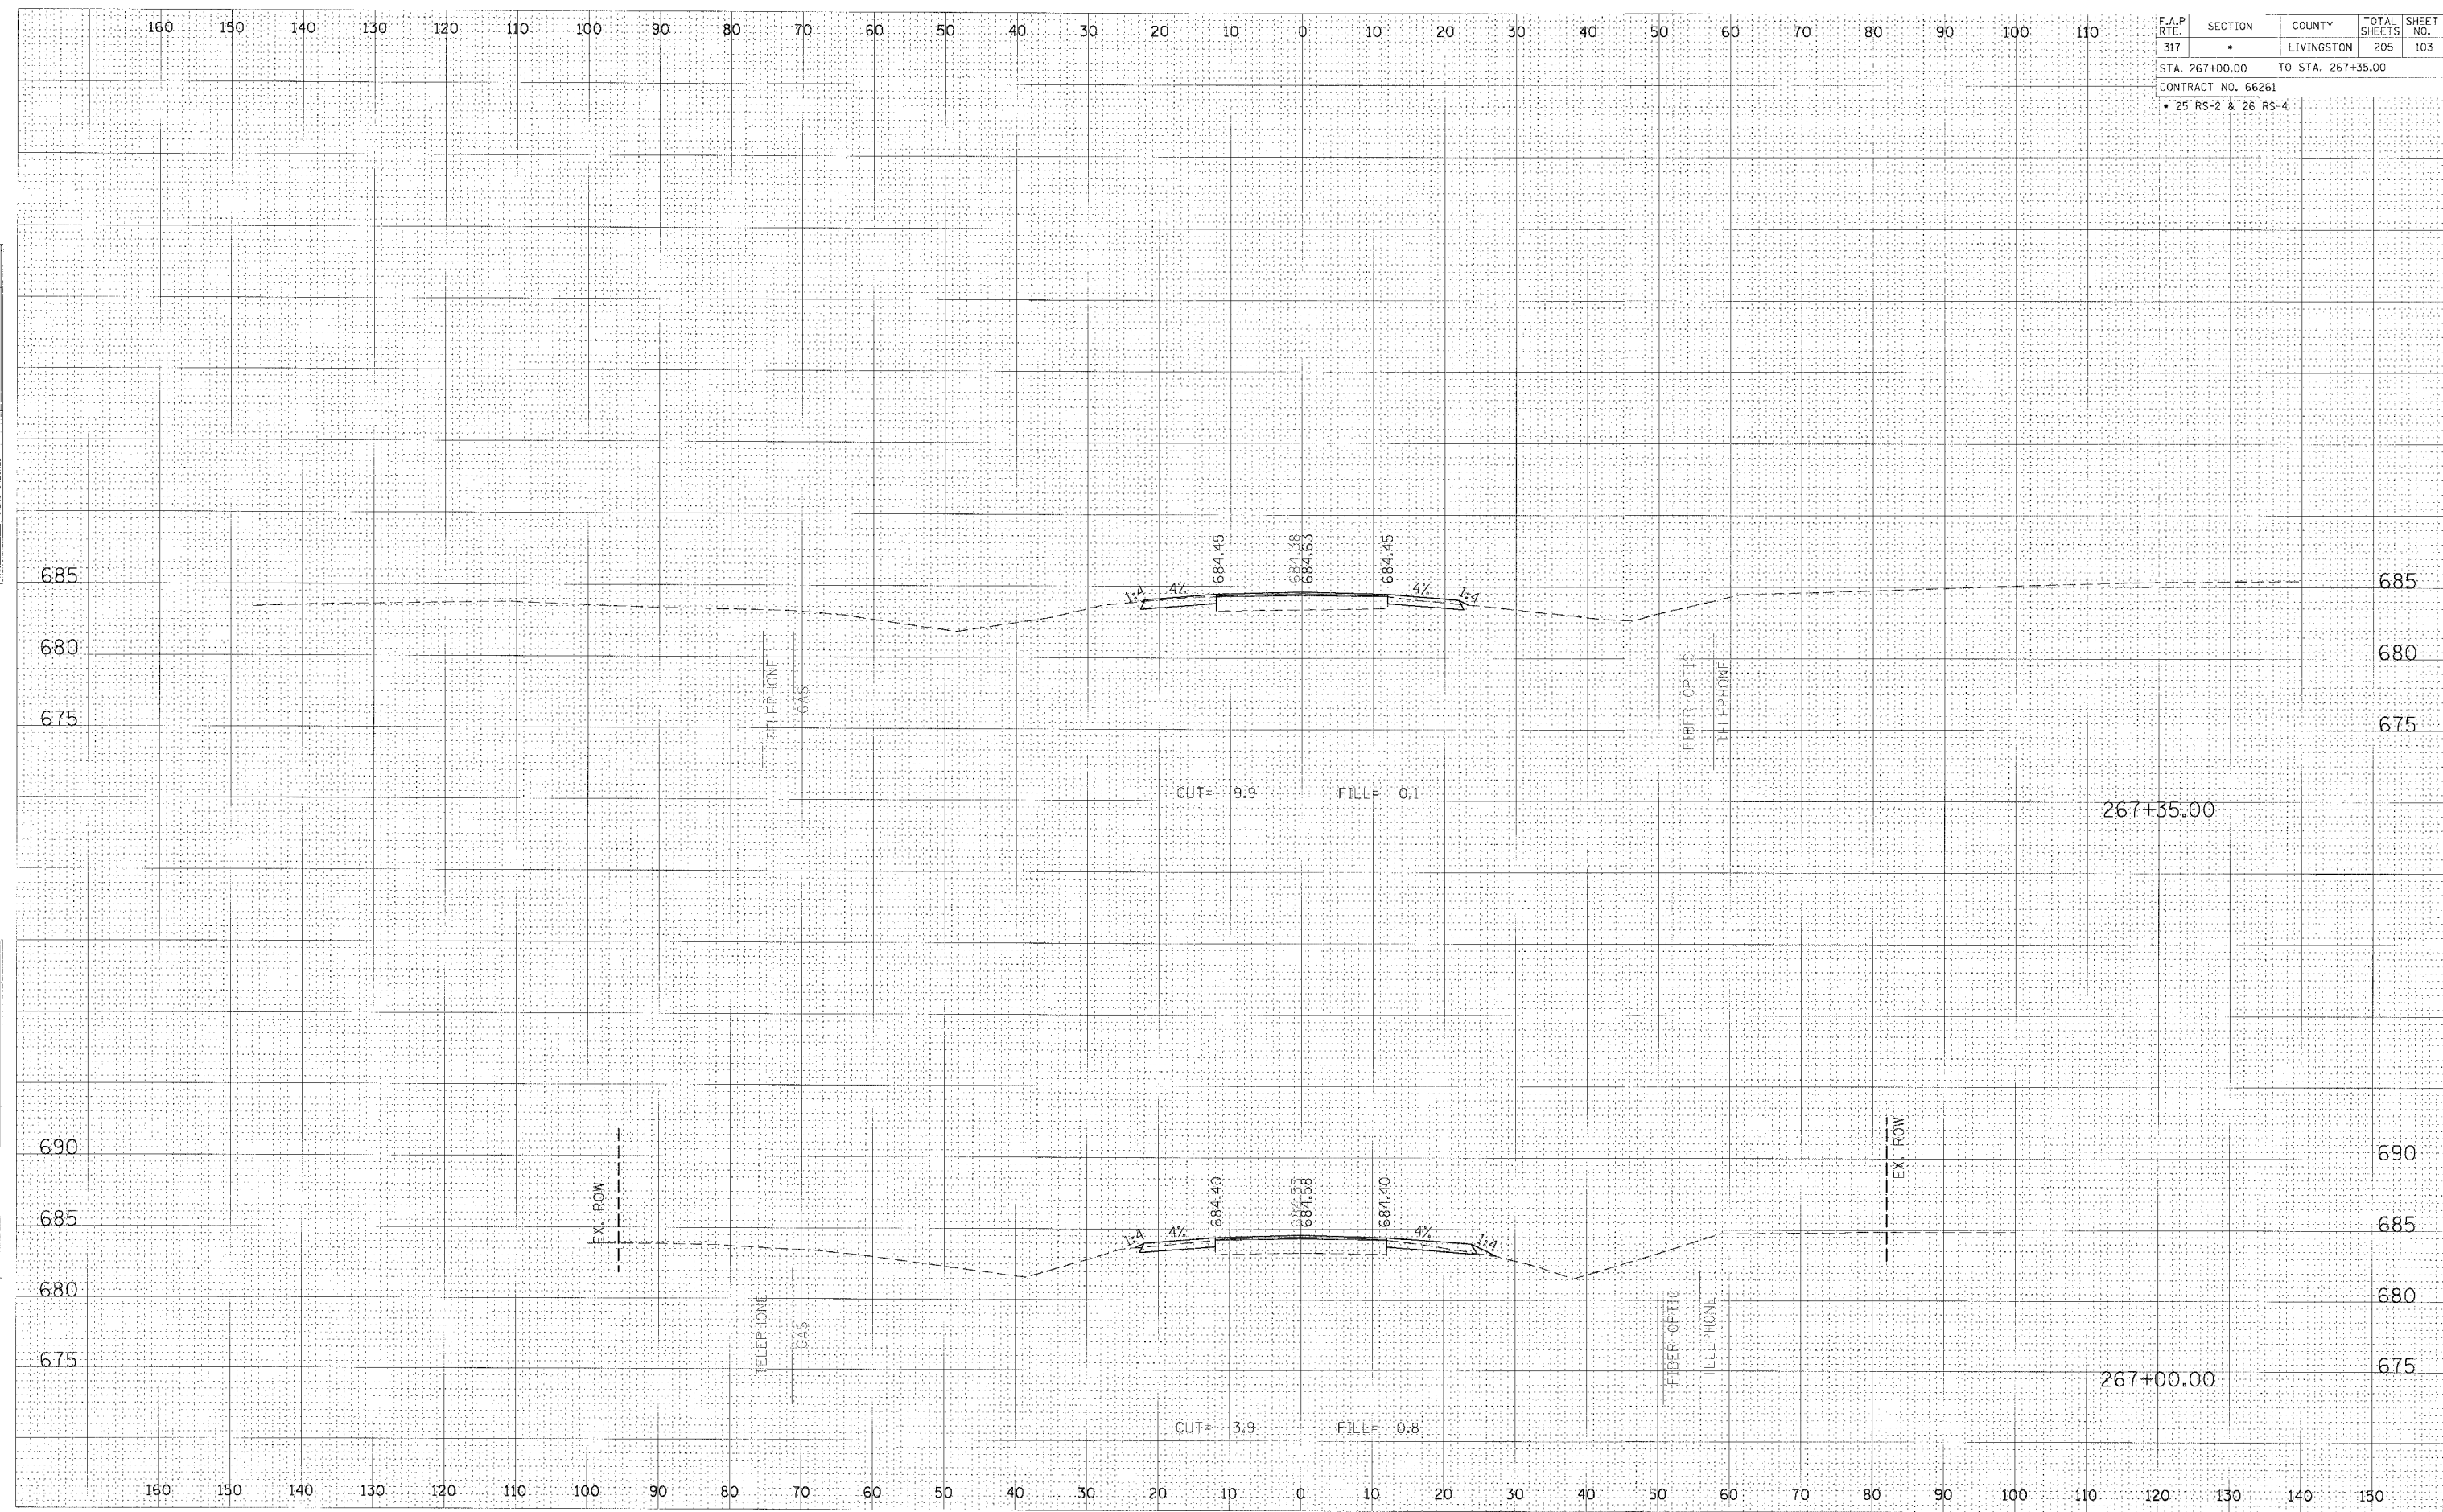 160 150 140 130 120 110 100 90 80 70 60 50 40 30 20 10 0 10 20 30 40 50 60 70 80 90 100 110
F.A.P RTE. SECTION COUNTY TOTAL SHEETS SHEET NO.
317 * LIVINGSTON 205 103
STA. 267+00.00 TO STA. 267+35.00
CONTRACT NO. 66261
* 25 RS-2 & 26 RS-4
684.45 684.38 684.63 684.45
685 685
1:4 4% 4% 1:4
680 680
TELEPHONE GAS FIBER OPTIC TELEPHONE
675 675
CUT= 9.9 FILL= 0.1
267+35.00
EX. ROW
690 690
EX. ROW 684.40 684.58 684.40
685 685
1:4 4% 4% 1:4
680 680
TELEPHONE GAS FIBER OPTIC TELEPHONE
675 675
267+00.00
CUT= 3.9 FILL= 0.8
160 150 140 130 120 110 100 90 80 70 60 50 40 30 20 10 0 10 20 30 40 50 60 70 80 90 100 110 120 130 140 150